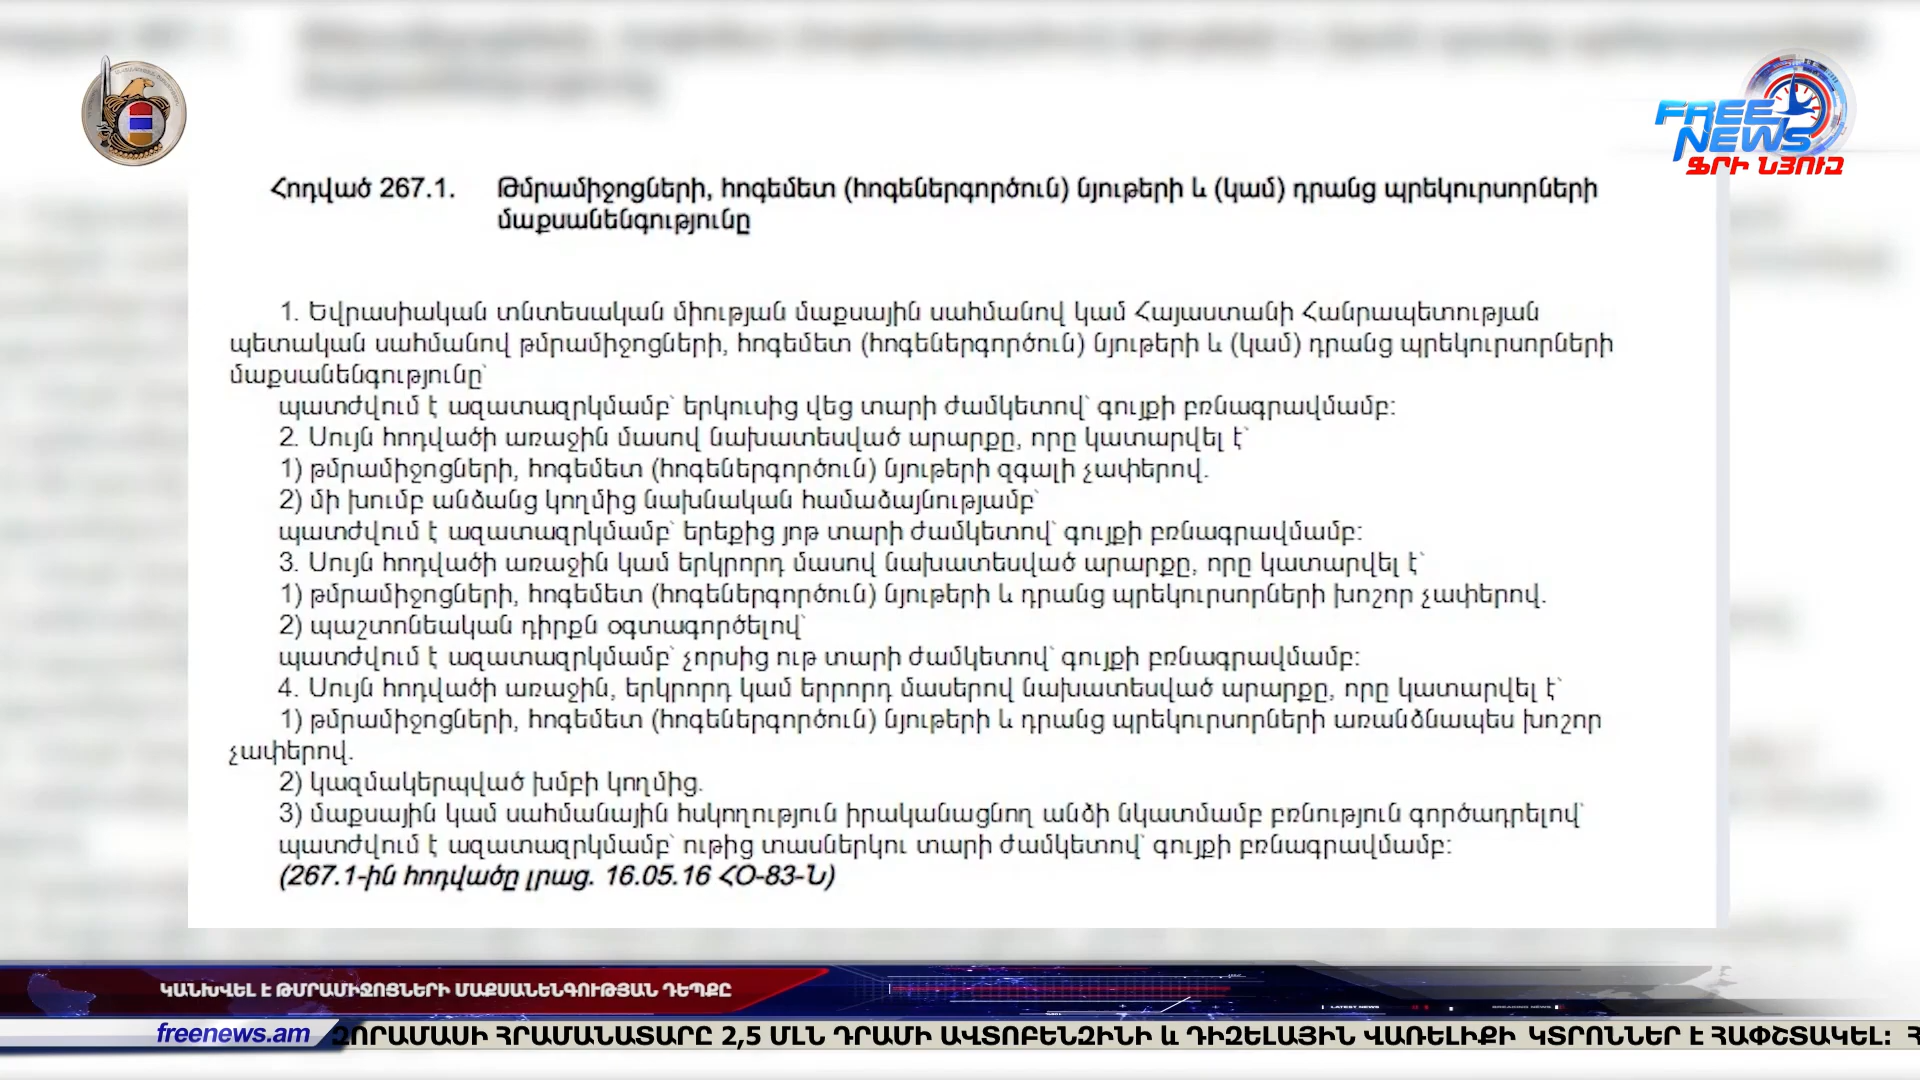 FREE
NEWS
ՖՐԻ ՆՅՈՒԶ
Հոդված 267.1. Թմրամիջոցների, հոգեմետ (հոգեներգործուն) նյութերի և (կամ) դրանց պրեկուրսորների
մաքսանենգությունը
1. Եվրասիական տնտեսական միության մաքսային սահմանով կամ Հայաստանի Հանրապետության
պետական սահմանով թմրամիջոցների, հոգեմետ (հոգեներգործուն) նյութերի և (կամ) դրանց պրեկուրսորների
մաքսանենգությունը՝
պատժվում է ազատազրկմամբ՝ երկուսից վեց տարի ժամկետով՝ գույքի բռնագրավմամբ:
2. Սույն հոդվածի առաջին մասով նախատեսված արարքը, որը կատարվել է՝
1) թմրամիջոցների, հոգեմետ (հոգեներգործուն) նյութերի զգալի չափերով.
2) մի խումբ անձանց կողմից նախնական համաձայնությամբ՝
պատժվում է ազատազրկմամբ՝ երեքից յոթ տարի ժամկետով՝ գույքի բռնագրավմամբ:
3. Սույն հոդվածի առաջին կամ երկրորդ մասով նախատեսված արարքը, որը կատարվել է՝
1) թմրամիջոցների, հոգեմետ (հոգեներգործուն) նյութերի և դրանց պրեկուրսորների խոշոր չափերով.
2) պաշտոնեական դիրքն օգտագործելով՝
պատժվում է ազատազրկմամբ՝ չորսից ութ տարի ժամկետով՝ գույքի բռնագրավմամբ:
4. Սույն հոդվածի առաջին, երկրորդ կամ երրորդ մասերով նախատեսված արարքը, որը կատարվել է՝
1) թմրամիջոցների, հոգեմետ (հոգեներգործուն) նյութերի և դրանց պրեկուրսորների առանձնապես խոշոր
չափերով.
2) կազմակերպված խմբի կողմից.
3) մաքսային կամ սահմանային հսկողություն իրականացնող անձի նկատմամբ բռնություն գործադրելով՝
պատժվում է ազատազրկմամբ՝ ութից տասներկու տարի ժամկետով՝ գույքի բռնագրավմամբ:
(267.1-ին հոդվածը լրաց. 16.05.16 ՀՕ-83-Ն)
ԿԱՆԽՎԵԼ Է ԹՄՐԱՄԻՋՈՑՆԵՐԻ ՄԱՔՍԱՆԵՆԳՈՒԹՅԱՆ ԴԵՊՔԸ
LATEST NEWS BREAKING NEWS
freenews.am ԶՈՐԱՄԱՍԻ ՀՐԱՄԱՆԱՏԱՐԸ 2,5 ՄԼՆ ԴՐԱՄԻ ԱՎՏՈԲԵՆԶԻՆԻ և ԴԻԶԵԼԱՅԻՆ ՎԱՌԵԼԻՔԻ ԿՏՐՈՆՆԵՐ Է ՀԱՓՇՏԱԿԵԼ: Հ